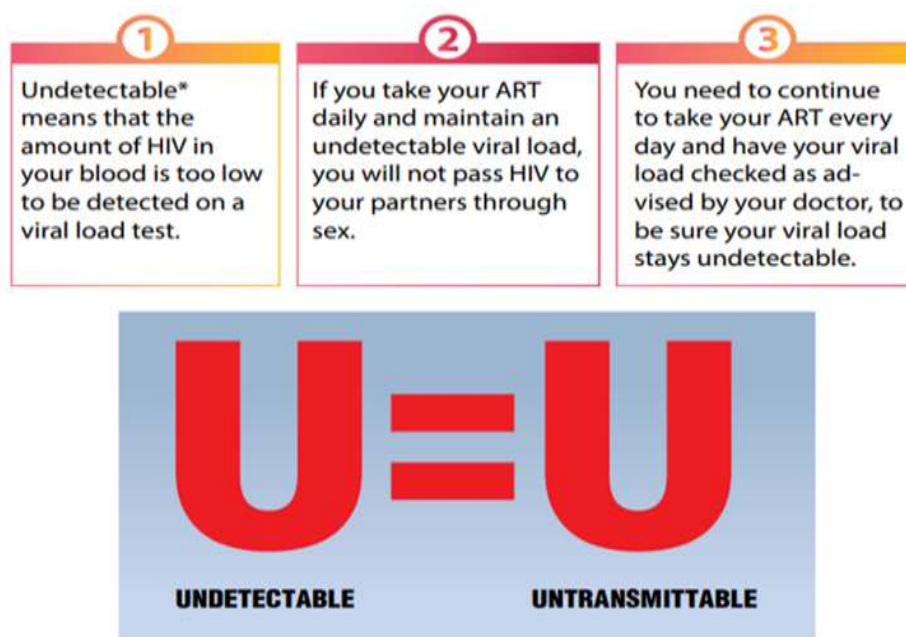 1
Undetectable*
means that the
amount of HIV in
your blood is too low
to be detected on a
viral load test.
2
If you take your ART
daily and maintain an
undetectable viral load,
you will not pass HIV to
your partners through
sex.
3
You need to continue
to take your ART every
day and have your viral
load checked as ad-
vised by your doctor, to
be sure your viral load
stays undetectable.
U=U
UNDETECTABLE UNTRANSMITTABLE